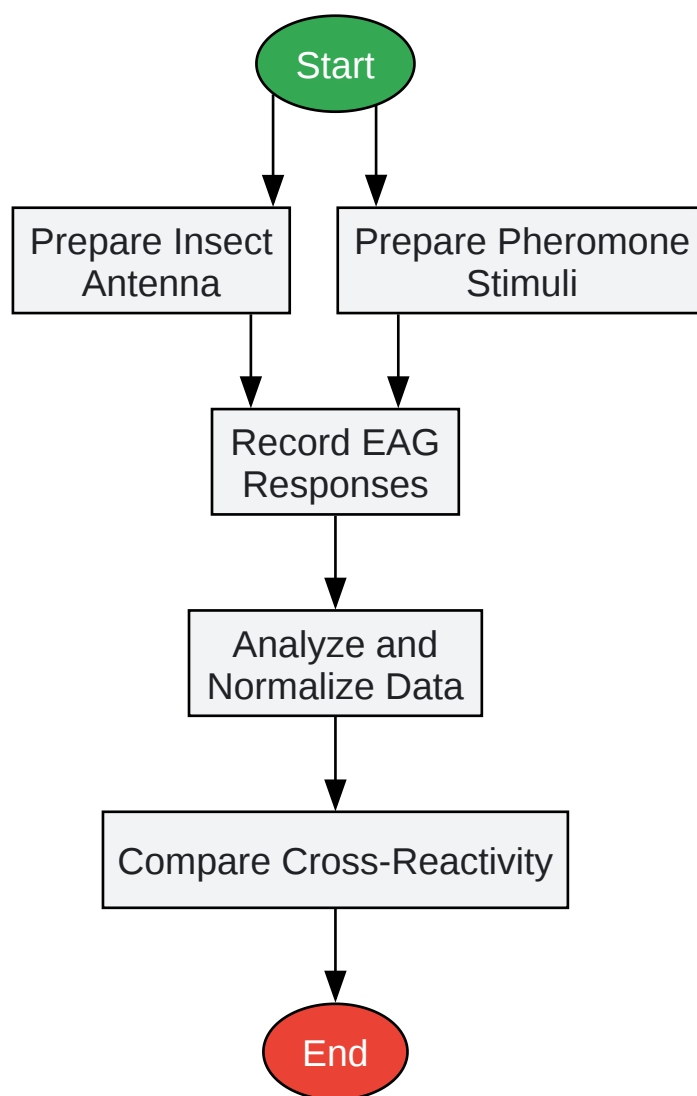 Start
Prepare Insect
Antenna
Prepare Pheromone
Stimuli
Record EAG
Responses
Analyze and
Normalize Data
Compare Cross-Reactivity
End